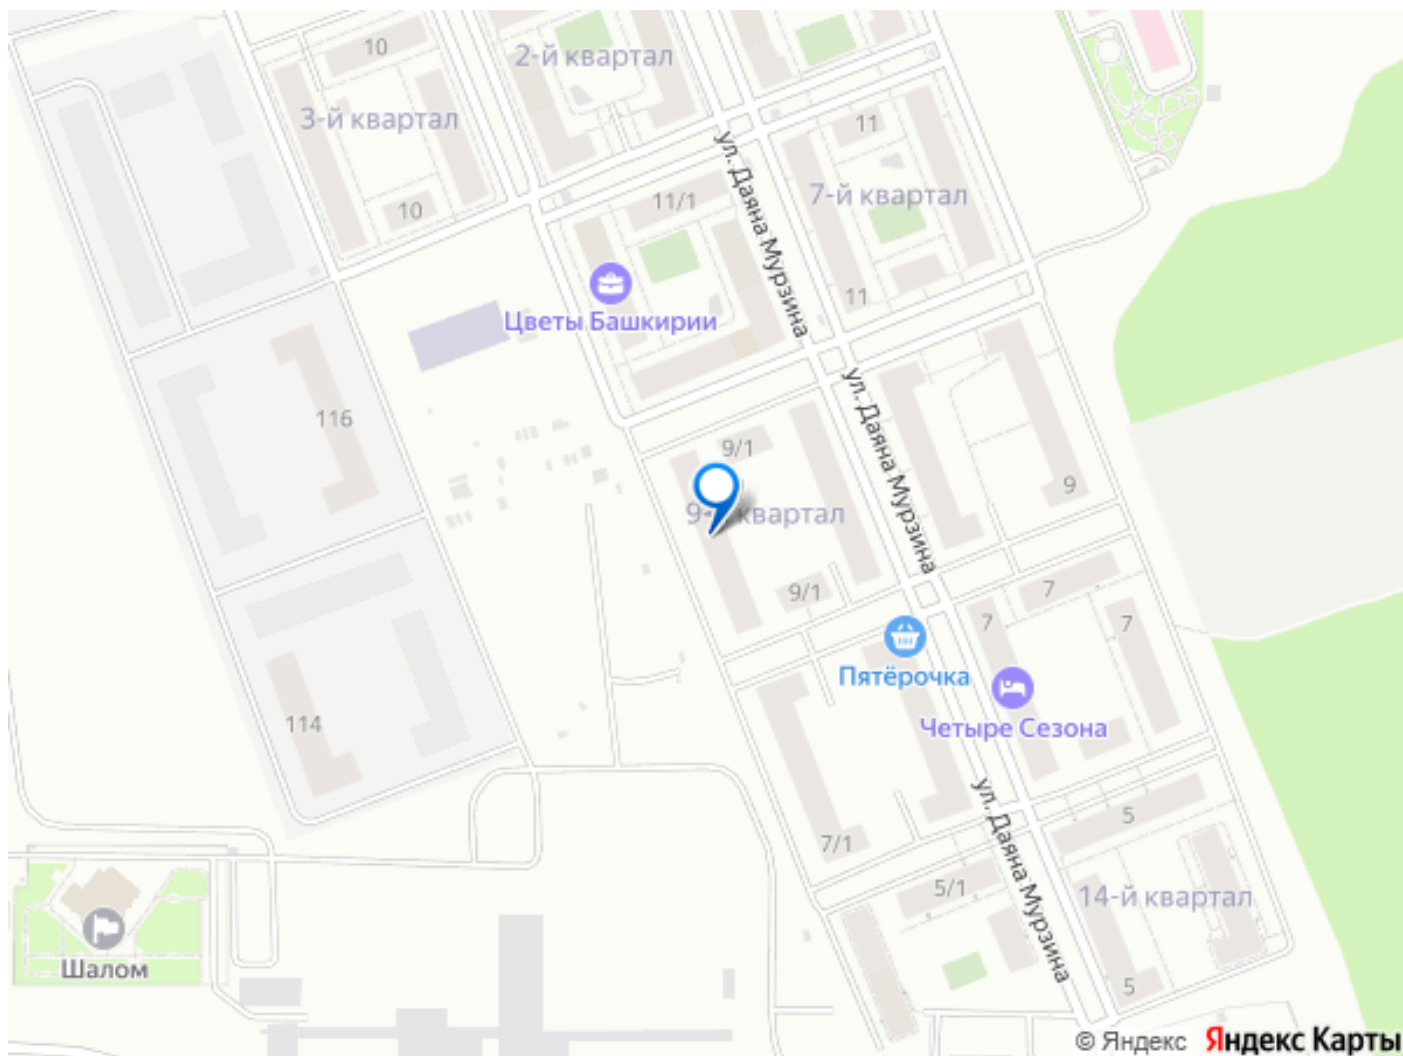 10
2-й квартал
3-й квартал
10
11
ул. Даяна Мурзина
7-й квартал
11/1
11
Цветы Башкирии
116
ул. Даяна Мурзина
9/1
9
9-й квартал
9/1
7
7
7
Пятёрочка
Четыре Сезона
114
ул. Даяна Мурзина
5
7/1
5/1
14-й квартал
Шалом
5
© Яндекс Яндекс Карты